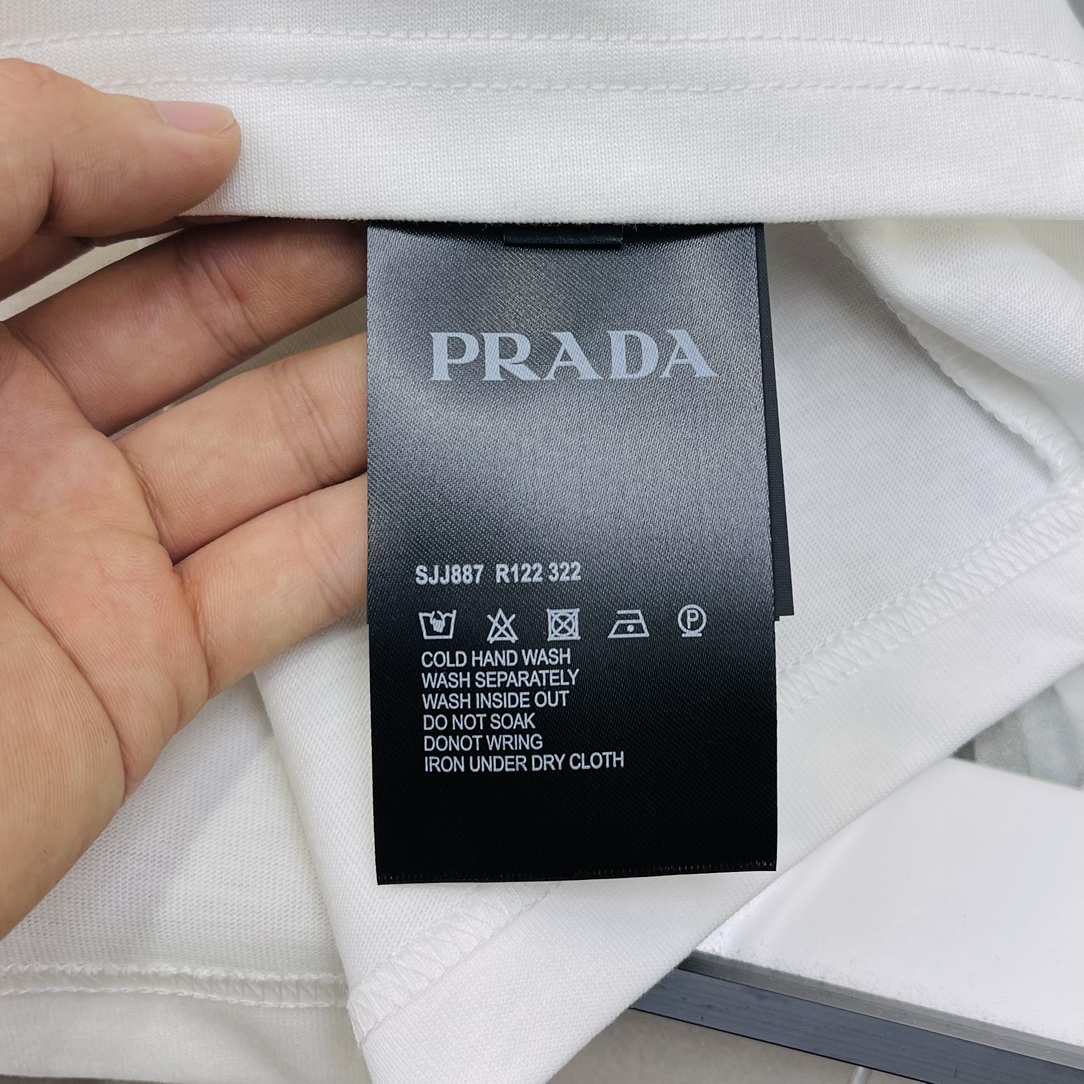 PRADA
SJJ887 R122 322
P
COLD HAND WASH
WASH SEPARATELY
WASH INSIDE OUT
DO NOT SOAK
DONOT WRING
IRON UNDER DRY CLOTH